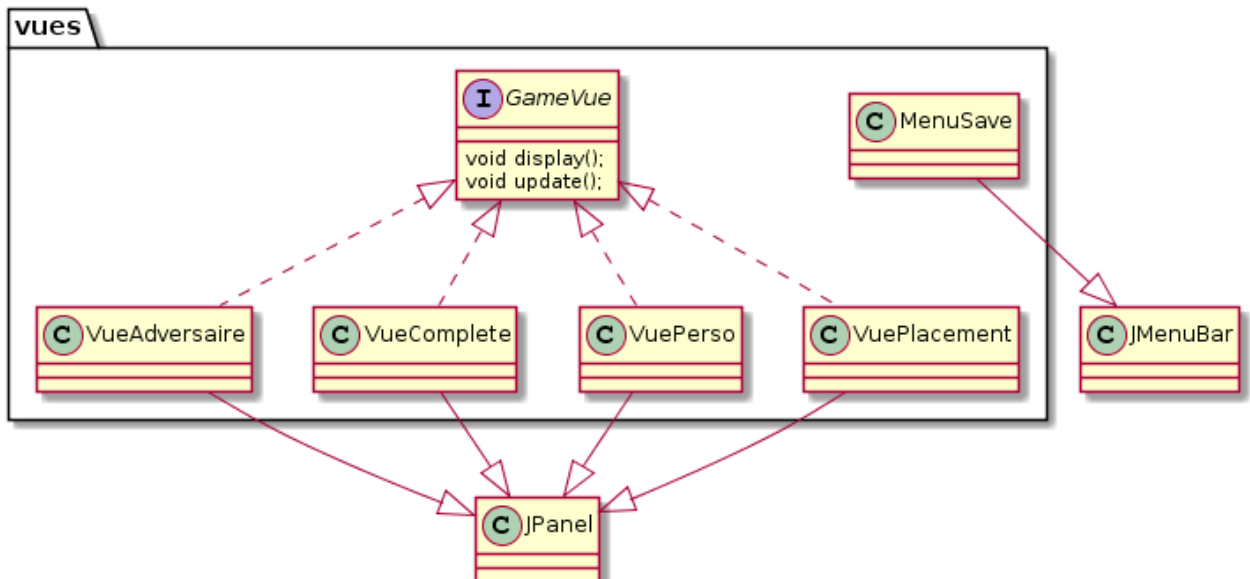 vues
I GameVue
void display();
void update();
C MenuSave
C VueAdversaire
C VueComplete
C VuePerso
C VuePlacement
C JMenuBar
C JPanel